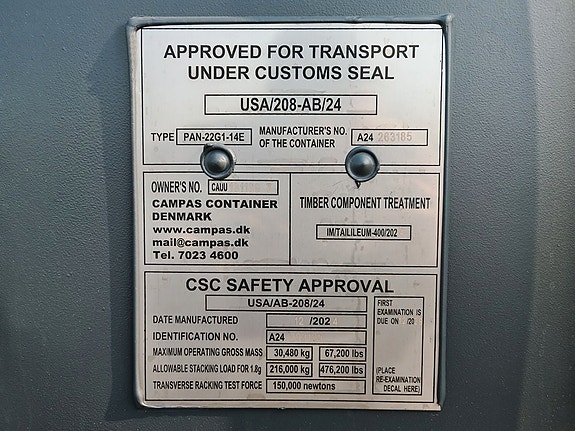 APPROVED FOR TRANSPORT
UNDER CUSTOMS SEAL
USA/208-AB/24
TYPE PAN-22G1-14E
MANUFACTURER'S NO.
OF THE CONTAINER
A24 263185
OWNER'S NO. CAUU
CAMPAS CONTAINER
DENMARK
www.campas.dk
mail@campas.dk
Tel. 7023 4600
TIMBER COMPONENT TREATMENT
IM/TAILILEUM-400/202
CSC SAFETY APPROVAL
USA/AB-208/24
DATE MANUFACTURED /202
IDENTIFICATION NO. A24
MAXIMUM OPERATING GROSS MASS 30,480 kg 67,200 lbs
ALLOWABLE STACKING LOAD FOR 1.8g 216,000 kg 476,200 lbs
TRANSVERSE RACKING TEST FORCE 150,000 newtons
FIRST
EXAMINATION IS
DUE ON /20
(PLACE
RE-EXAMINATION
DECAL HERE)